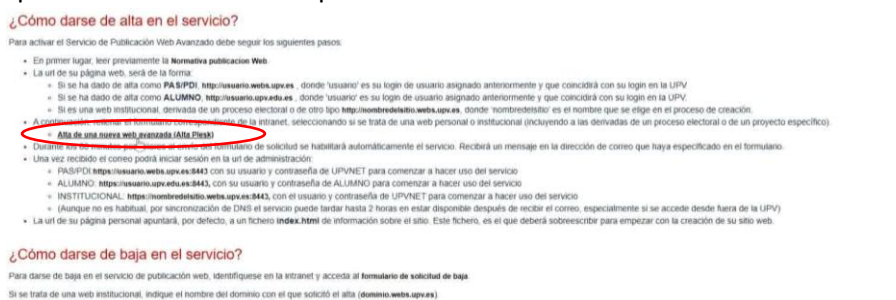 ¿Cómo darse de alta en el servicio?
Para activar el Servicio de Publicación Web Avanzado debe seguir los siguientes pasos:
En primer lugar, leer previamente la Normativa publicacion Web
La url de su página web, será de la forma:
Si se ha dado de alta como PAS/PDI, http://usuario.webs.upv.es , donde 'usuario' es su login de usuario asignado anteriormente y que coincidirá con su login en la UPV
Si se ha dado de alta como ALUMNO, http://usuario.upv.edu.es , donde 'usuario' es su login de usuario asignado anteriormente y que coincidirá con su login en la UPV.
Si es una web institucional, derivada de un proceso electoral o de otro tipo http://nombredelsitio.webs.upv.es, donde 'nombredelsitio' es el nombre que se elige en el proceso de creación.
A continuación, rellenar el formulario correspondiente de la intranet, seleccionando si se trata de una web personal o institucional (incluyendo a las derivadas de un proceso electoral o de un proyecto específico).
Alta de una nueva web avanzada (Alta Plesk)
Durante los 60 minutos al envío del formulario de solicitud se habilitará automáticamente el servicio. Recibirá un mensaje en la dirección de correo que haya especificado en el formulario.
Una vez recibido el correo podrá iniciar sesión en la url de administración:
PAS/PDI:https://usuario.webs.upv.es:8443 con su usuario y contraseña de UPVNET para comenzar a hacer uso del servicio
ALUMNO: https://usuario.upv.edu.es:8443, con su usuario y contraseña de ALUMNO para comenzar a hacer uso del servicio
INSTITUCIONAL: https://nombredelsitio.webs.upv.es:8443, con el usuario y contraseña de UPVNET para comenzar a hacer uso del servicio
(Aunque no es habitual, por sincronización de DNS el servicio puede tardar hasta 2 horas en estar disponible después de recibir el correo, especialmente si se accede desde fuera de la UPV)
La url de su página personal apuntará, por defecto, a un fichero index.html de información sobre el sitio. Este fichero, es el que deberá sobreescribir para empezar con la creación de su sitio web.
¿Cómo darse de baja en el servicio?
Para darse de baja en el servicio de publicación web, identifíquese en la intranet y acceda al formulario de solicitud de baja.
Si se trata de una web institucional, indique el nombre del dominio con el que solicitó el alta (dominio.webs.upv.es)